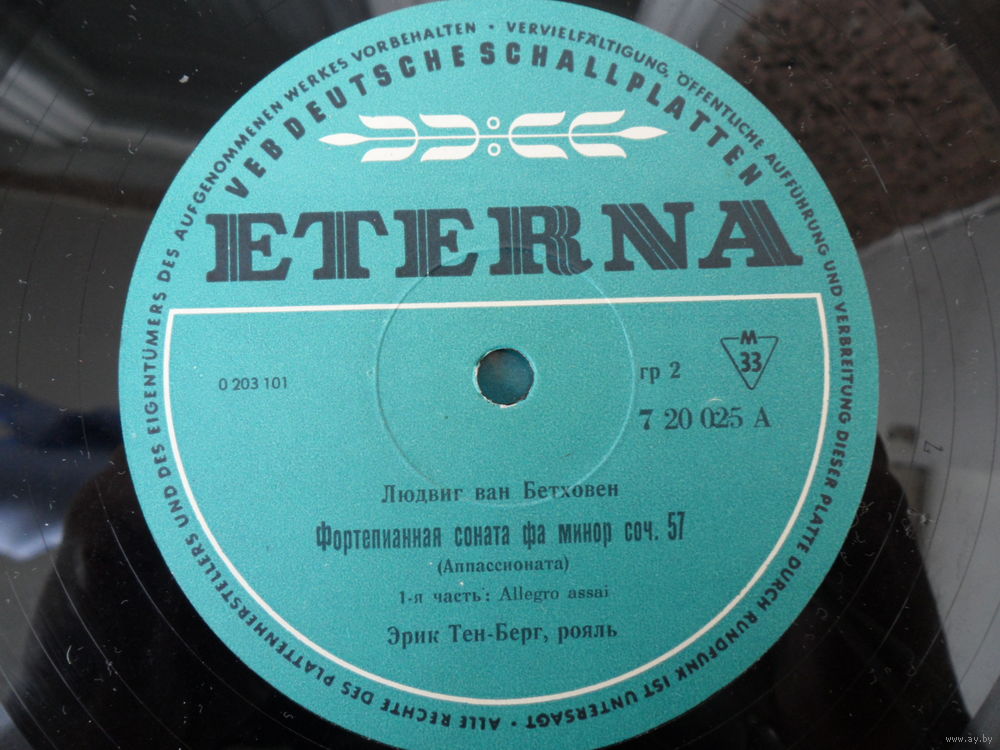 ALLE RECHTE DES PLATTENHERSTELLERS UND DES EIGENTÜMERS DES AUFGENOMMENEN WERKES VORBEHALTEN · VERVIELFÄLTIGUNG, ÖFFENTLICHE AUFFÜHRUNG UND VERBREITUNG DIESER PLATTE DURCH RUNDFUNK IST UNTERSAGT ·
VEB DEUTSCHE SCHALLPLATTEN
ETERNA
M
33
0 203 101
гр 2
7 20 025 A
Людвиг ван Бетховен
Фортепианная соната фа минор соч. 57
(Аппассионата)
1-я часть: Allegro assai
Эрик Тен-Берг, рояль
www.ay.by